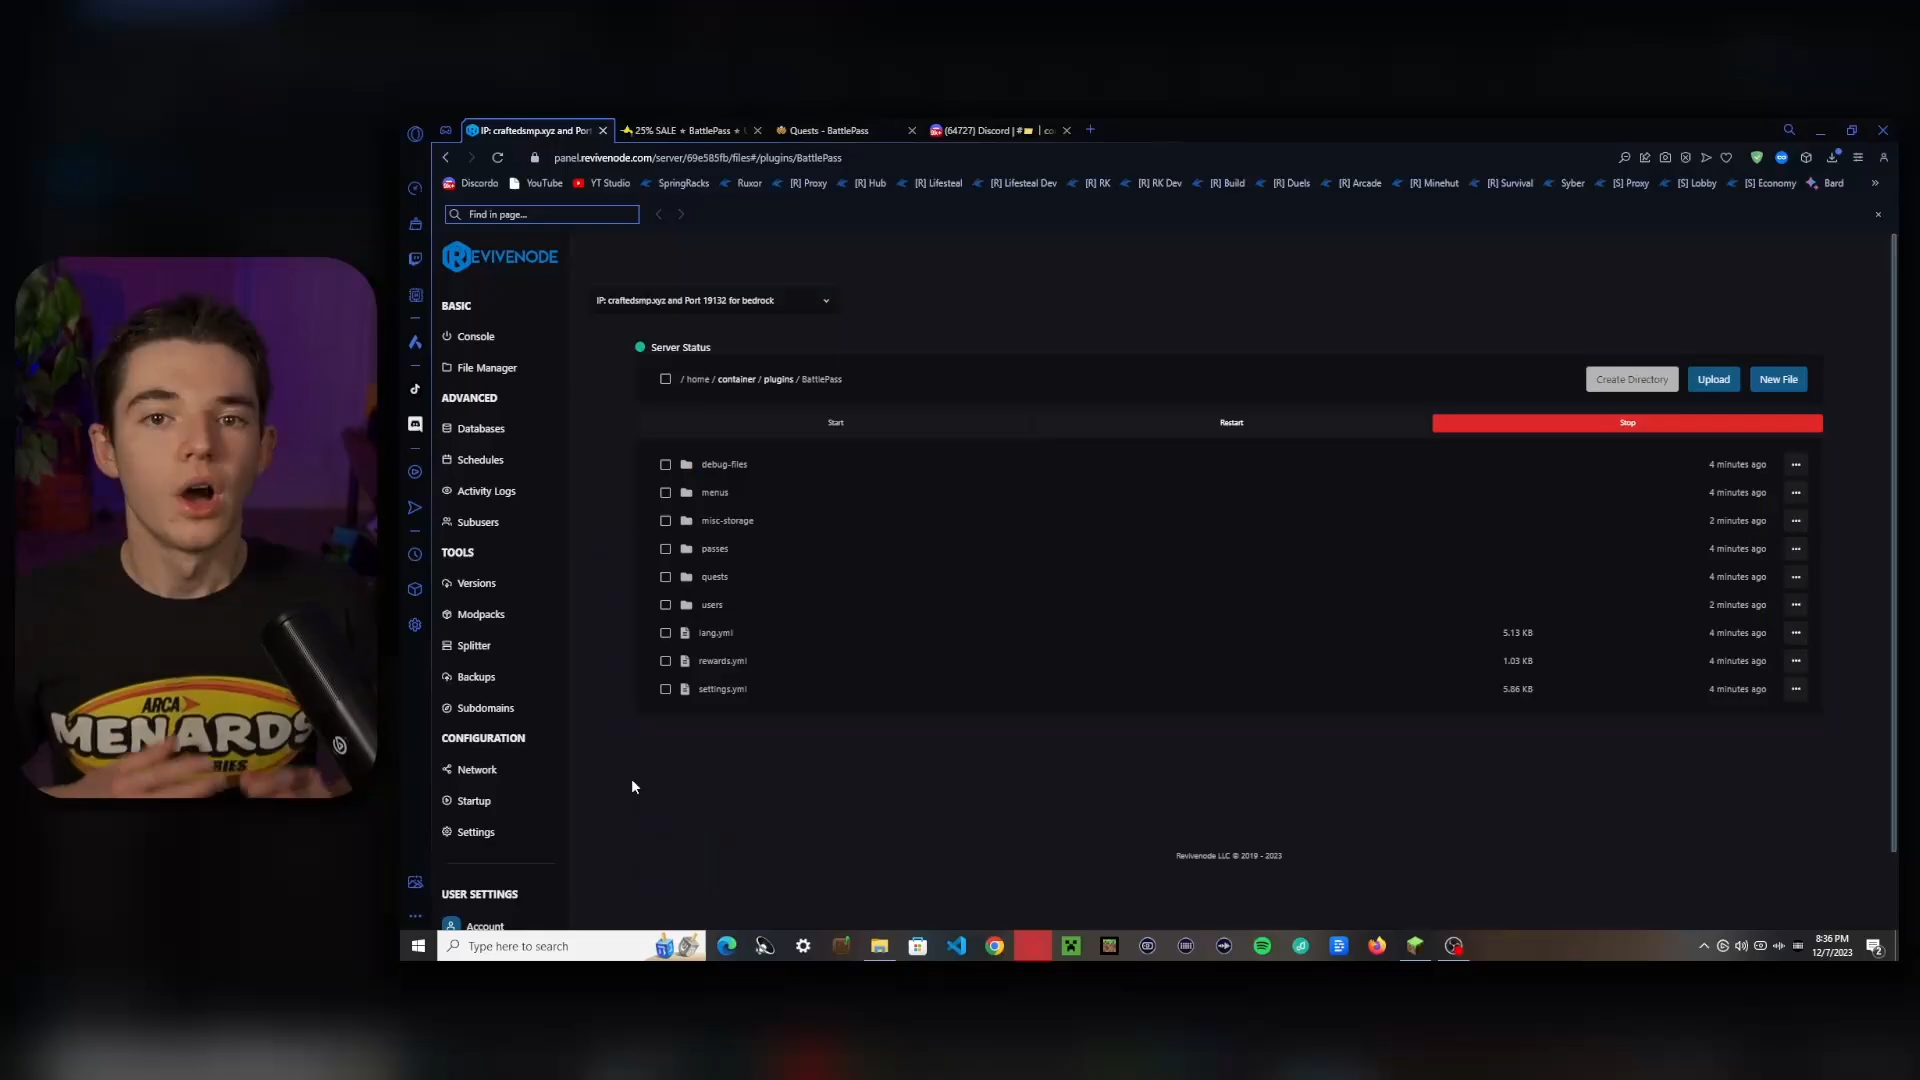 IP: craftedsmp.xyz and Por
25% SALE ★ BattlePass ★
Quests - BattlePass
(64727) Discord | #
co
panel.revivenode.com/server/69e585fb/files#/plugins/BattlePass
Discordo
YouTube
YT Studio
SpringRacks
Ruxor
[R] Proxy
[R] Hub
[R] Lifesteal
[R] Lifesteal Dev
[R] RK
[R] RK Dev
[R] Build
[R] Duels
[R] Arcade
[R] Minehut
[R] Survival
Syber
[S] Proxy
[S] Lobby
[S] Economy
Bard
»
Find in page...
REVIVENODE
BASIC
Console
File Manager
ADVANCED
Databases
Schedules
Activity Logs
Subusers
TOOLS
Versions
Modpacks
Splitter
Backups
Subdomains
CONFIGURATION
Network
Startup
Settings
USER SETTINGS
Account
IP: craftedsmp.xyz and Port 19132 for bedrock
Server Status
/ home / container / plugins / BattlePass
Create Directory
Upload
New File
Start
Restart
Stop
debug-files
4 minutes ago
menus
4 minutes ago
misc-storage
2 minutes ago
passes
4 minutes ago
quests
4 minutes ago
users
2 minutes ago
lang.yml
5.13 KB
4 minutes ago
rewards.yml
1.03 KB
4 minutes ago
settings.yml
5.86 KB
4 minutes ago
Revivenode LLC © 2019 - 2023
ARCA
MENARDS
RIES
Type here to search
8:36 PM
12/7/2023
2